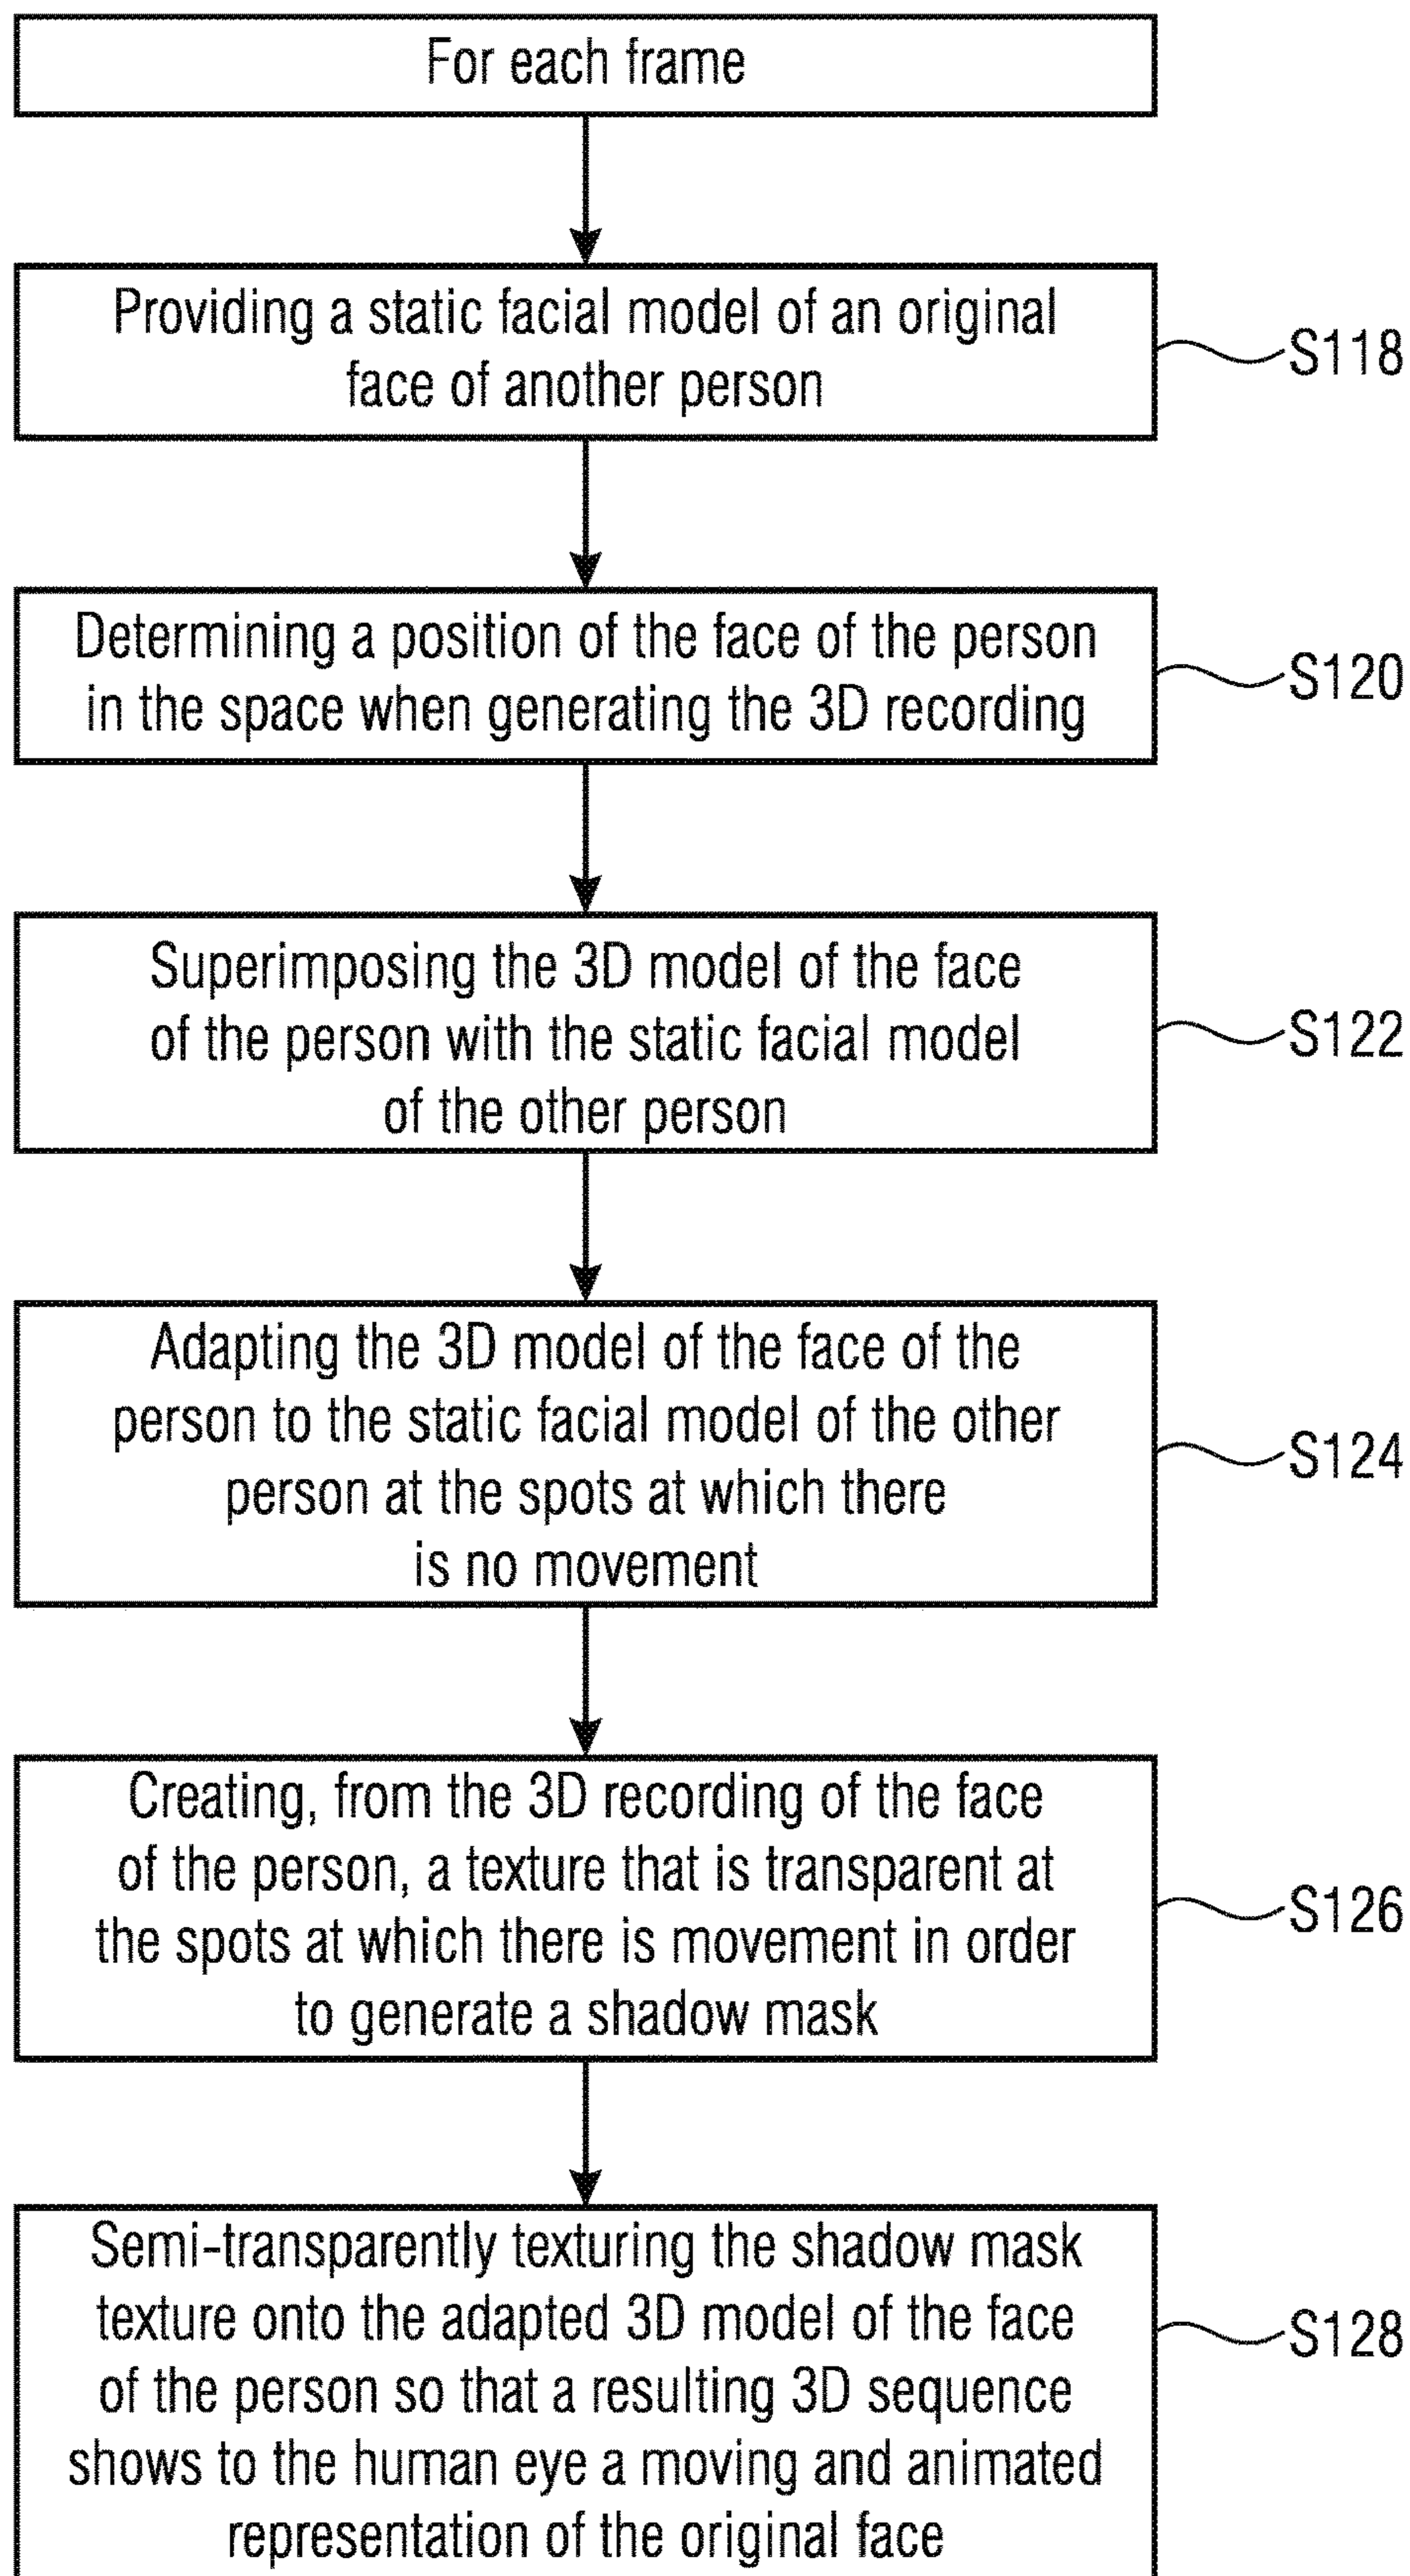 For each frame
Providing a static facial model of an original
face of another person
S118
Determining a position of the face of the person
in the space when generating the 3D recording
S120
Superimposing the 3D model of the face
of the person with the static facial model
of the other person
S122
Adapting the 3D model of the face of the
person to the static facial model of the other
person at the spots at which there
is no movement
S124
Creating, from the 3D recording of the face
of the person, a texture that is transparent at
the spots at which there is movement in order
to generate a shadow mask
S126
Semi-transparently texturing the shadow mask
texture onto the adapted 3D model of the face
of the person so that a resulting 3D sequence
shows to the human eye a moving and animated
representation of the original face
S128